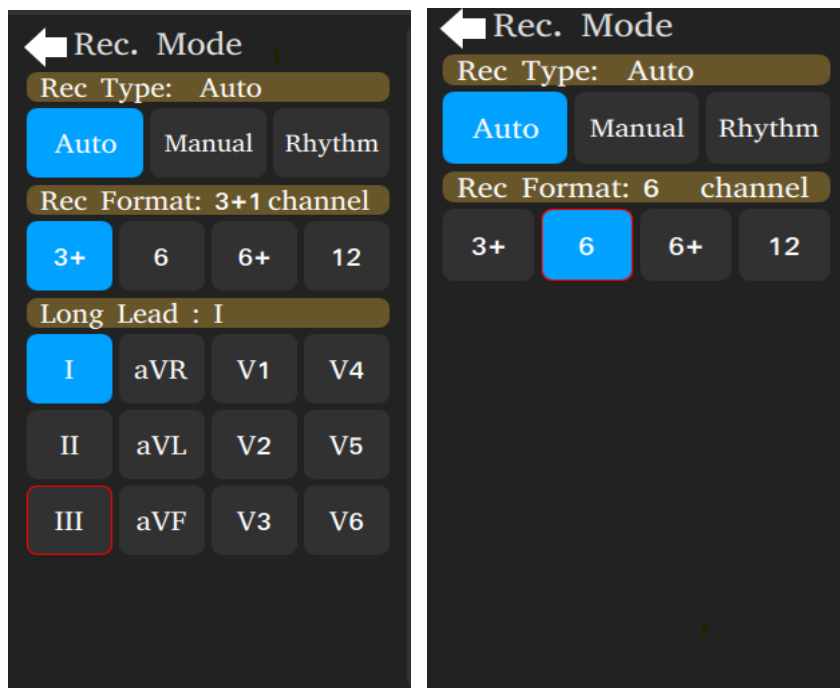 Rec. Mode
Rec Type: Auto
Auto Manual Rhythm
Rec Format: 3+1 channel
3+ 6 6+ 12
Long Lead : I
I aVR V1 V4
II aVL V2 V5
III aVF V3 V6
Rec. Mode
Rec Type: Auto
Auto Manual Rhythm
Rec Format: 6 channel
3+ 6 6+ 12